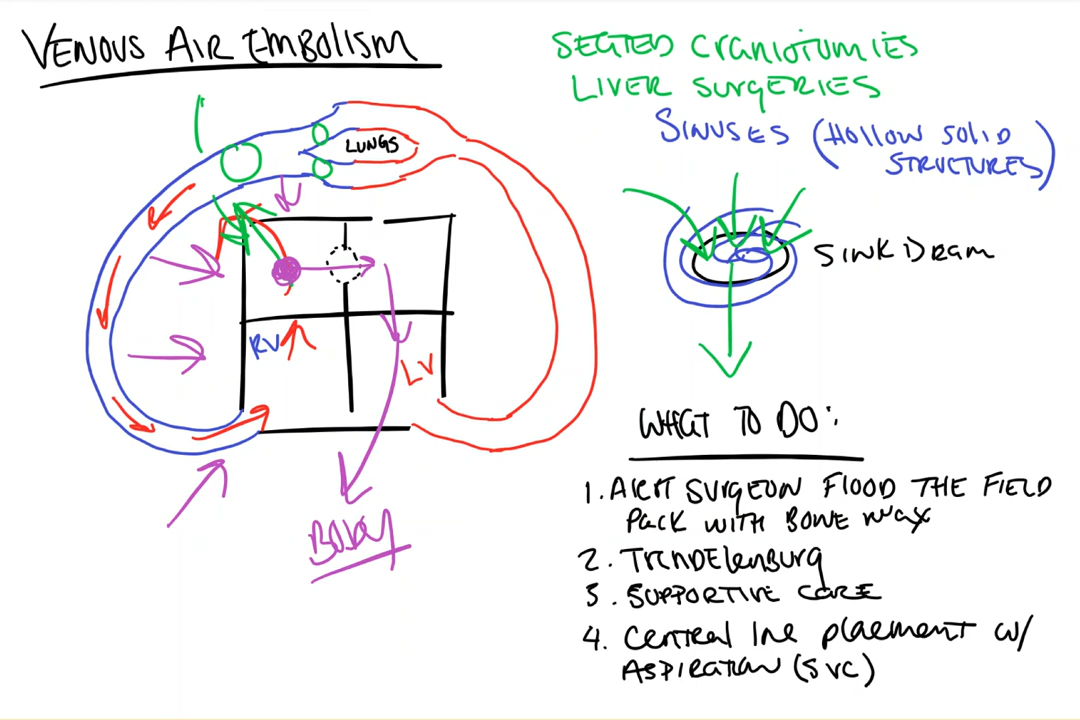 VENOUS AIR EMBOLISM
SEATED CRANIOTOMIES
LIVER SURGERIES
SINUSES (HOLLOW SOLID
STRUCTURES)
LUNGS
SINK DRAIN
RV
LV
BODY
WHAT TO DO:
1. ALERT SURGEON FLOOD THE FIELD
PACK WITH BONE WAX
2. TRENDELENBURG
3. SUPPORTIVE CARE
4. CENTRAL LINE PLACEMENT W/
ASPIRATION (SVC)